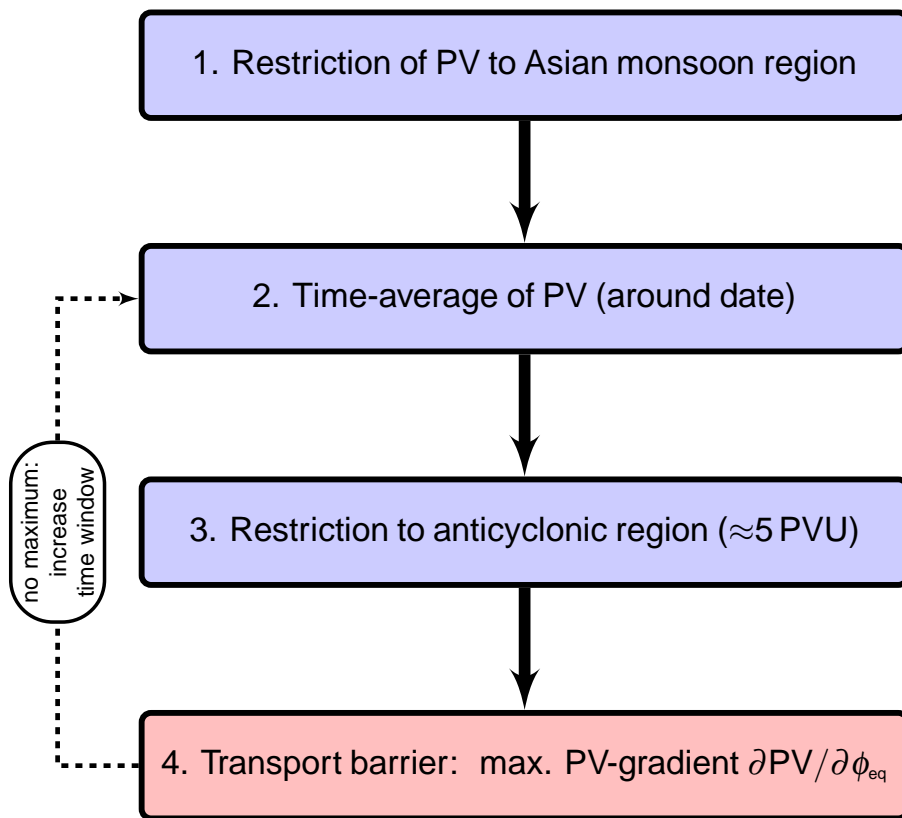 1. Restriction of PV to Asian monsoon region
2. Time-average of PV (around date)
no maximum:
increase
time window
3. Restriction to anticyclonic region (≈5 PVU)
4. Transport barrier: max. PV-gradient ∂PV/∂ϕeq